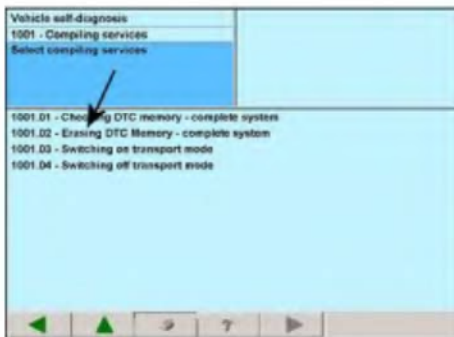 Vehicle self-diagnosis
1001 - Compiling services
Select compiling services
1001.01 - Checking DTC memory - complete system
1001.02 - Erasing DTC Memory - complete system
1001.03 - Switching on transport mode
1001.04 - Switching off transport mode
?